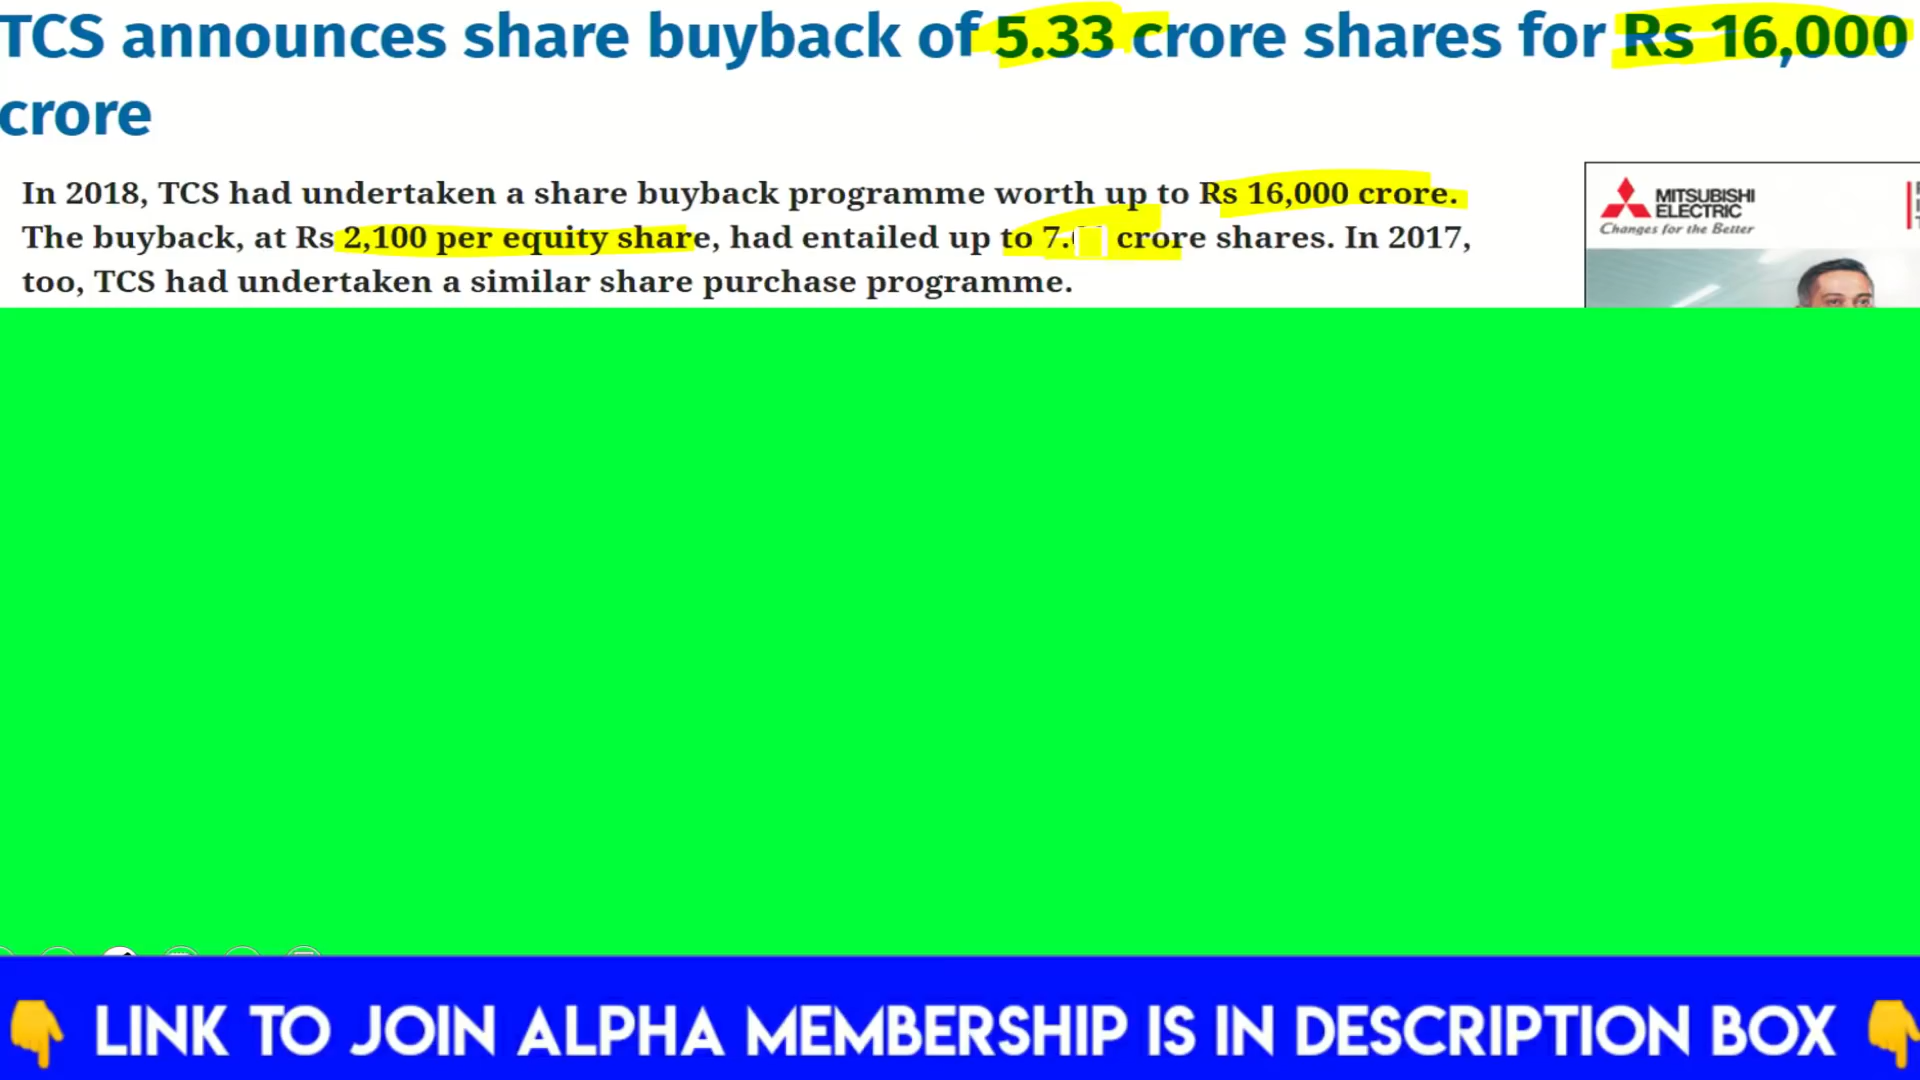 TCS announces share buyback of 5.33 crore shares for Rs 16,000
crore
In 2018, TCS had undertaken a share buyback programme worth up to Rs 16,000 crore.
The buyback, at Rs 2,100 per equity share, had entailed up to crore shares. In 2017,
too, TCS had undertaken a similar share purchase programme.
MITSUBISHI
ELECTRIC
Changes for the Better
LINK TO JOIN ALPHA MEMBERSHIP IS IN DESCRIPTION BOX